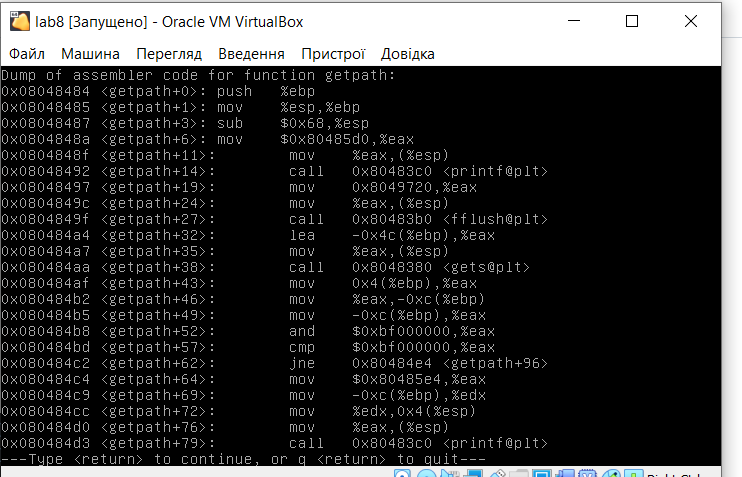 lab8 [Запущено] - Oracle VM VirtualBox
Файл Машина Перегляд Введення Пристрої Довідка
Dump of assembler code for function getpath:
0x08048484 <getpath+0>: push %ebp
0x08048485 <getpath+1>: mov %esp,%ebp
0x08048487 <getpath+3>: sub $0x68,%esp
0x0804848a <getpath+6>: mov $0x80485d0,%eax
0x0804848f <getpath+11>: mov %eax,(%esp)
0x08048492 <getpath+14>: call 0x80483c0 <printf@plt>
0x08048497 <getpath+19>: mov 0x8049720,%eax
0x0804849c <getpath+24>: mov %eax,(%esp)
0x0804849f <getpath+27>: call 0x80483b0 <fflush@plt>
0x080484a4 <getpath+32>: lea -0x4c(%ebp),%eax
0x080484a7 <getpath+35>: mov %eax,(%esp)
0x080484aa <getpath+38>: call 0x8048380 <gets@plt>
0x080484af <getpath+43>: mov 0x4(%ebp),%eax
0x080484b2 <getpath+46>: mov %eax,-0xc(%ebp)
0x080484b5 <getpath+49>: mov -0xc(%ebp),%eax
0x080484b8 <getpath+52>: and $0xbf000000,%eax
0x080484bd <getpath+57>: cmp $0xbf000000,%eax
0x080484c2 <getpath+62>: jne 0x80484e4 <getpath+96>
0x080484c4 <getpath+64>: mov $0x80485e4,%eax
0x080484c9 <getpath+69>: mov -0xc(%ebp),%edx
0x080484cc <getpath+72>: mov %edx,0x4(%esp)
0x080484d0 <getpath+76>: mov %eax,(%esp)
0x080484d3 <getpath+79>: call 0x80483c0 <printf@plt>
---Type <return> to continue, or q <return> to quit---